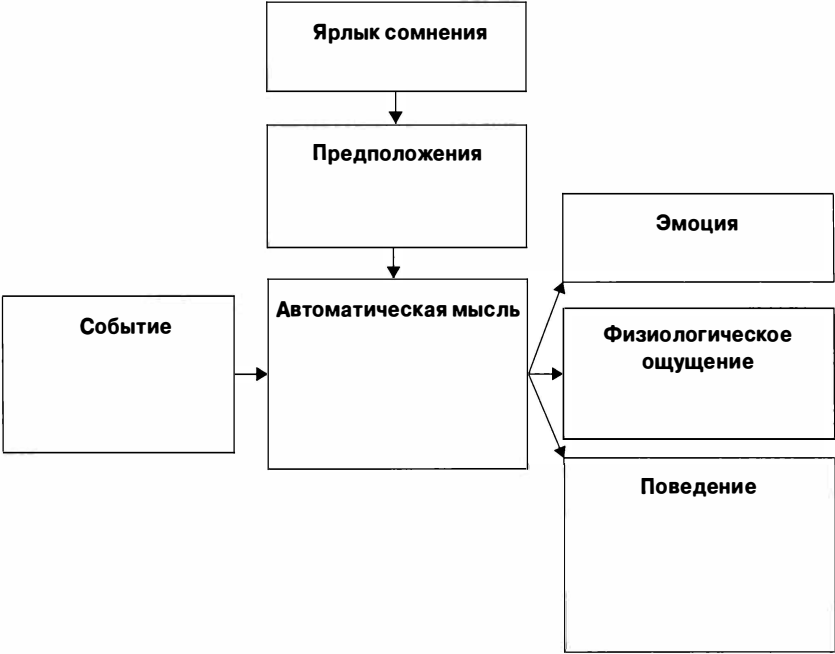 Ярлык сомнения
Предположения
Эмоция
Автоматическая мысль
Событие
Физиологическое
ощущение
Поведение